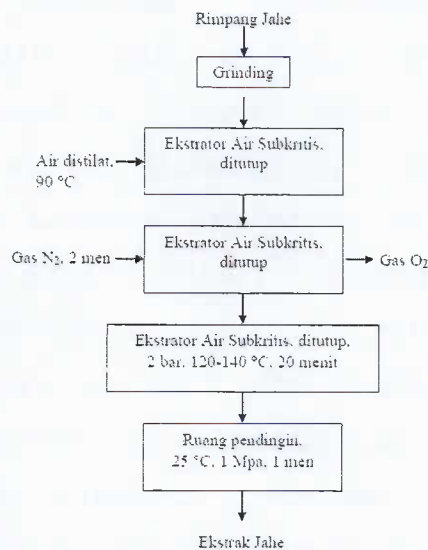 Rimpang Jahe
Grinding
Ekstrator Air Subkritis.
ditutup
Air distilat.
90 °C
Ekstrator Air Subkritis.
ditutup
Gas N2. 2 men
Gas O2
Ekstrator Air Subkritis. ditutup.
2 bar. 120-140 °C. 20 menit
Ruang pendingin.
25 °C. 1 Mpa. 1 men
Ekstrak Jahe